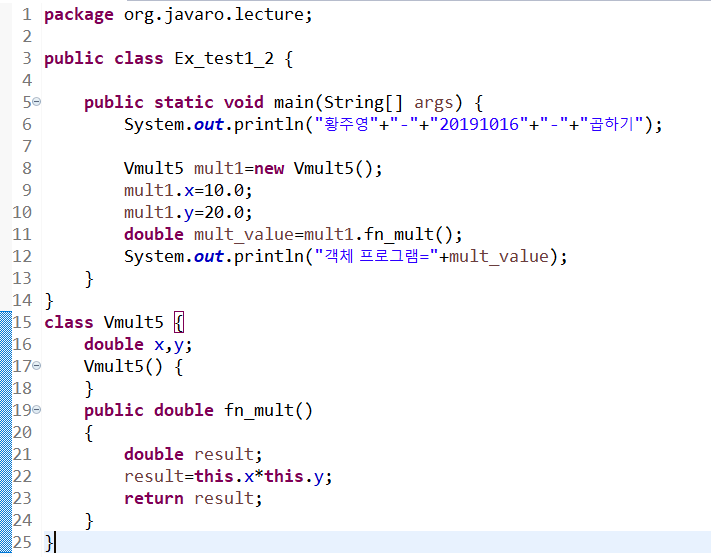 1 package org.javaro.lecture;
2
3 public class Ex_test1_2 {
4
5 public static void main(String[] args) {
6 System.out.println("황주영"+"-"+"20191016"+"-"+"곱하기");
7
8 Vmult5 mult1=new Vmult5();
9 mult1.x=10.0;
10 mult1.y=20.0;
11 double mult_value=mult1.fn_mult();
12 System.out.println("객체 프로그램="+mult_value);
13 }
14 }
15 class Vmult5 {
16 double x,y;
17 Vmult5() {
18 }
19 public double fn_mult()
20 {
21 double result;
22 result=this.x*this.y;
23 return result;
24 }
25 }